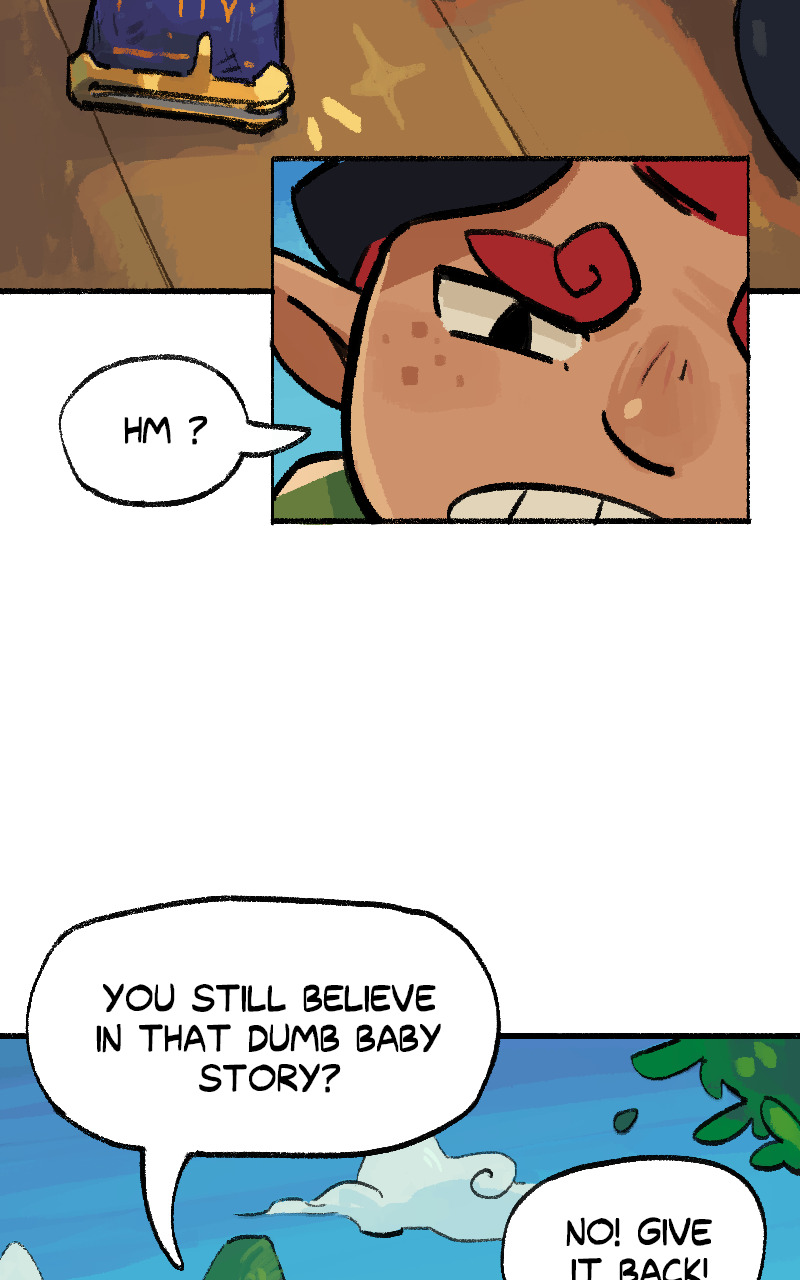 HM ?
YOU STILL BELIEVE
IN THAT DUMB BABY
STORY?
NO! GIVE
IT BACK!